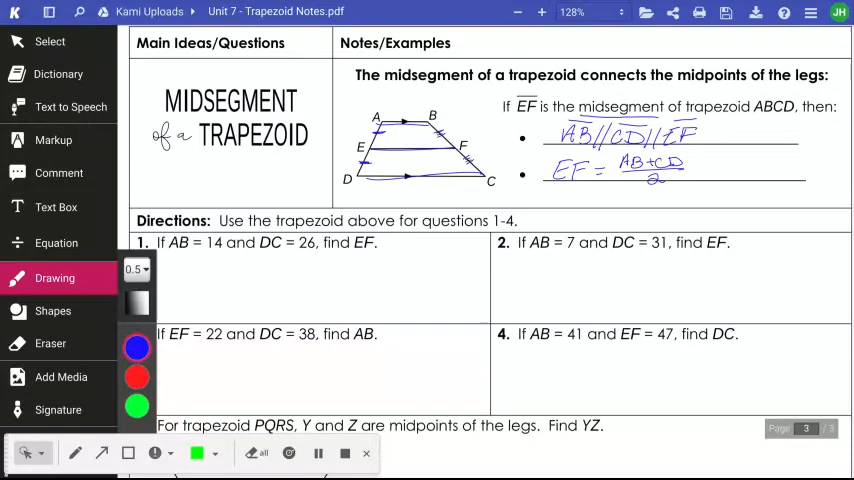 Kami Uploads > Unit 7 - Trapezoid Notes.pdf
128%
JH
Select
Dictionary
Text to Speech
Markup
Comment
Text Box
Equation
Drawing
Shapes
Eraser
Add Media
Signature
0.5
Main Ideas/Questions
Notes/Examples
MIDSEGMENT
of a TRAPEZOID
The midsegment of a trapezoid connects the midpoints of the legs:
A B
E F
D C
If EF is the midsegment of trapezoid ABCD, then:
• AB // CD // EF
• EF = AB+CD
2
Directions: Use the trapezoid above for questions 1-4.
1. If AB = 14 and DC = 26, find EF.
2. If AB = 7 and DC = 31, find EF.
If EF = 22 and DC = 38, find AB.
4. If AB = 41 and EF = 47, find DC.
For trapezoid PQRS, Y and Z are midpoints of the legs. Find YZ.
Page 3 / 3
all